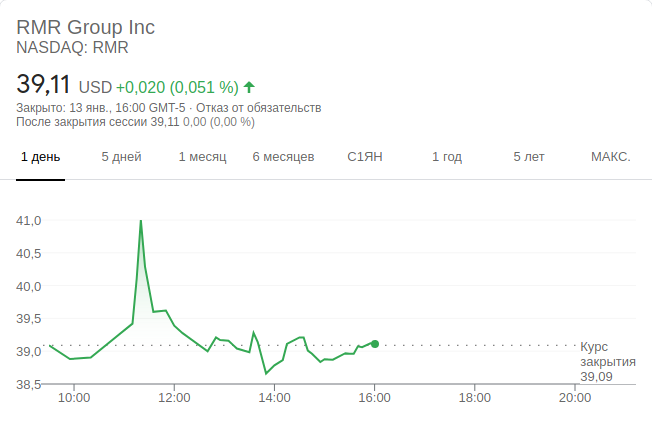 RMR Group Inc
NASDAQ: RMR
39,11 USD +0,020 (0,051 %)
Закрыто: 13 янв., 16:00 GMT-5 · Отказ от обязательств
После закрытия сессии 39,11 0,00 (0,00 %)
1 день 5 дней 1 месяц 6 месяцев С1ЯН 1 год 5 лет МАКС.
41,0
40,5
40,0
39,5
39,0
38,5
Курс
закрытия
39,09
10:00 12:00 14:00 16:00 18:00 20:00